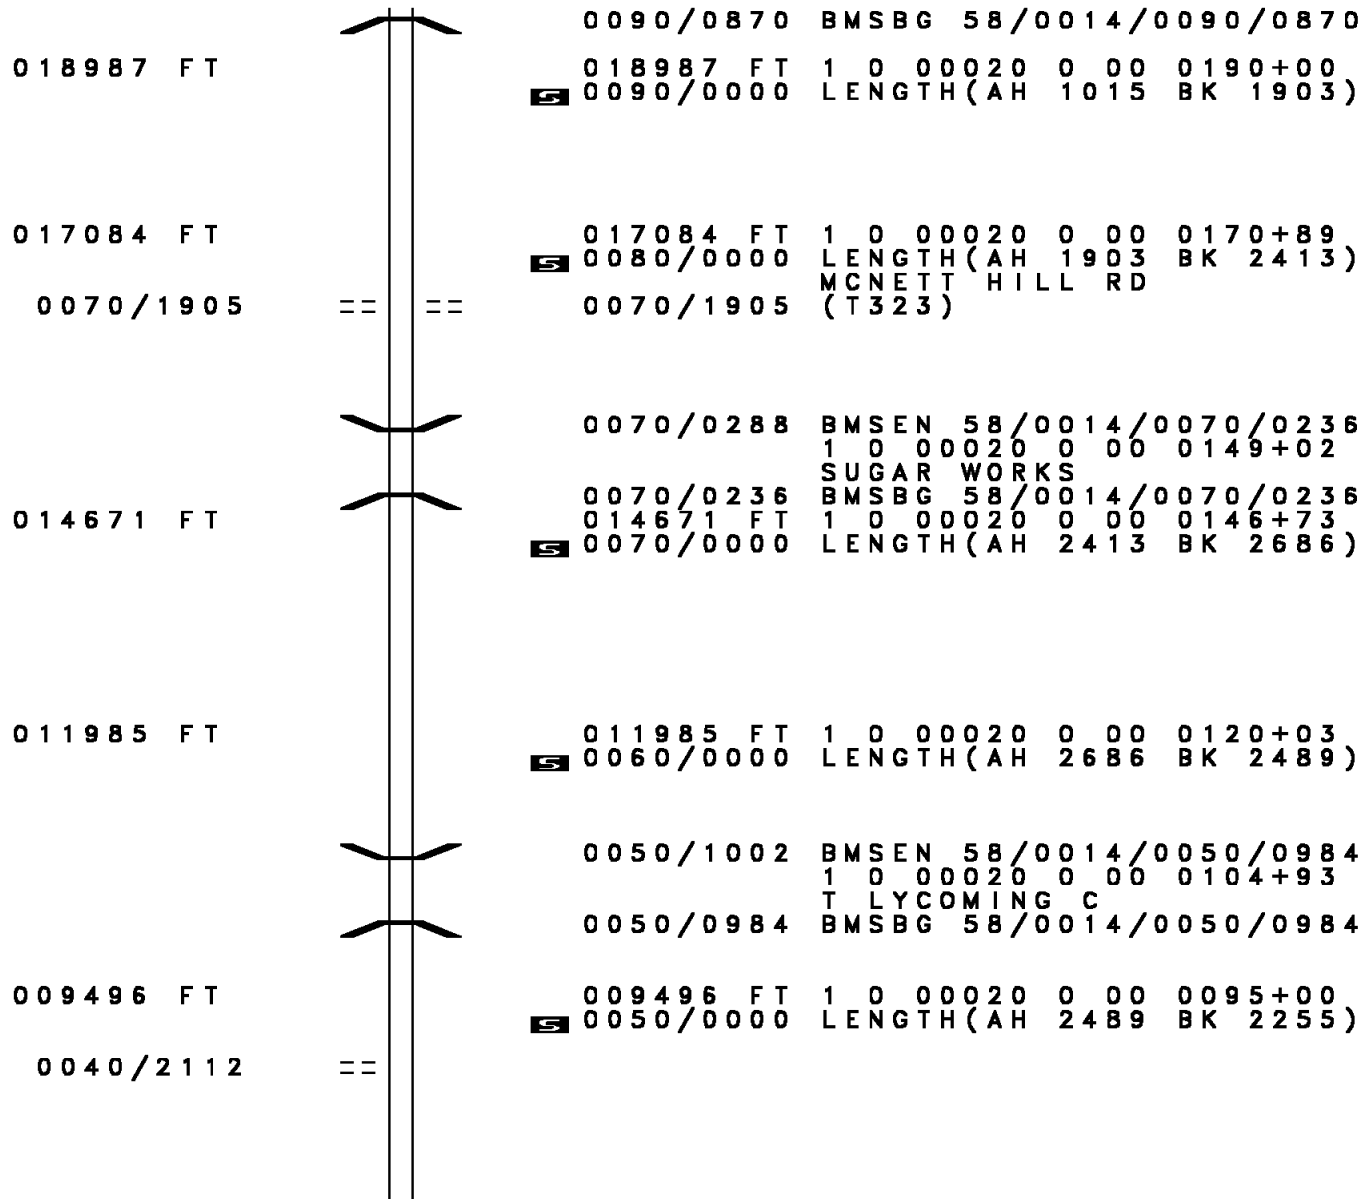 0090/0870 BMSBG 58/0014/0090/0870
018987 FT 018987 FT 1 0 00020 0 00 0190+00
S 0090/0000 LENGTH(AH 1015 BK 1903)
017084 FT 017084 FT 1 0 00020 0 00 0170+89
S 0080/0000 LENGTH(AH 1903 BK 2413)
MCNETT HILL RD
0070/1905 == == 0070/1905 (T323)
0070/0288 BMSEN 58/0014/0070/0236
1 0 00020 0 00 0149+02
SUGAR WORKS
0070/0236 BMSBG 58/0014/0070/0236
014671 FT 014671 FT 1 0 00020 0 00 0146+73
S 0070/0000 LENGTH(AH 2413 BK 2686)
011985 FT 011985 FT 1 0 00020 0 00 0120+03
S 0060/0000 LENGTH(AH 2686 BK 2489)
0050/1002 BMSEN 58/0014/0050/0984
1 0 00020 0 00 0104+93
T LYCOMING C
0050/0984 BMSBG 58/0014/0050/0984
009496 FT 009496 FT 1 0 00020 0 00 0095+00
S 0050/0000 LENGTH(AH 2489 BK 2255)
0040/2112 ==